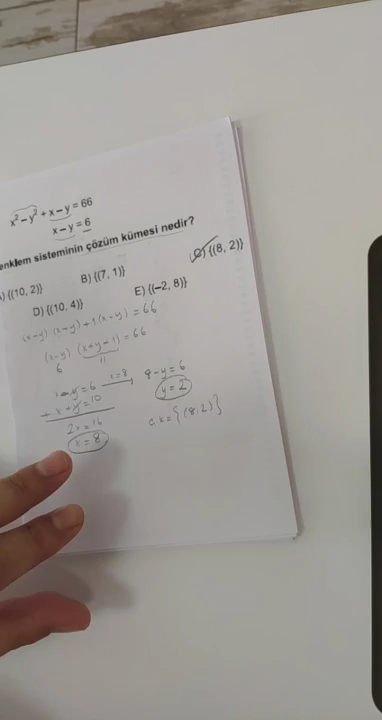 x² – y² + x – y = 66
x – y = 6
enklem sisteminin çözüm kümesi nedir?
A) {(10, 2)} B) {(7, 1)} C) {(8, 2)}
D) {(10, 4)} E) {(–2, 8)}
(x-y) (x+y)+1(x-y) = 66
(x-y) (x+y+1) = 66
6 11
x-y=6 x=8 8-y=6
+ x+y=10 y=2
2x=16 Ç.K={(8,2)}
x=8